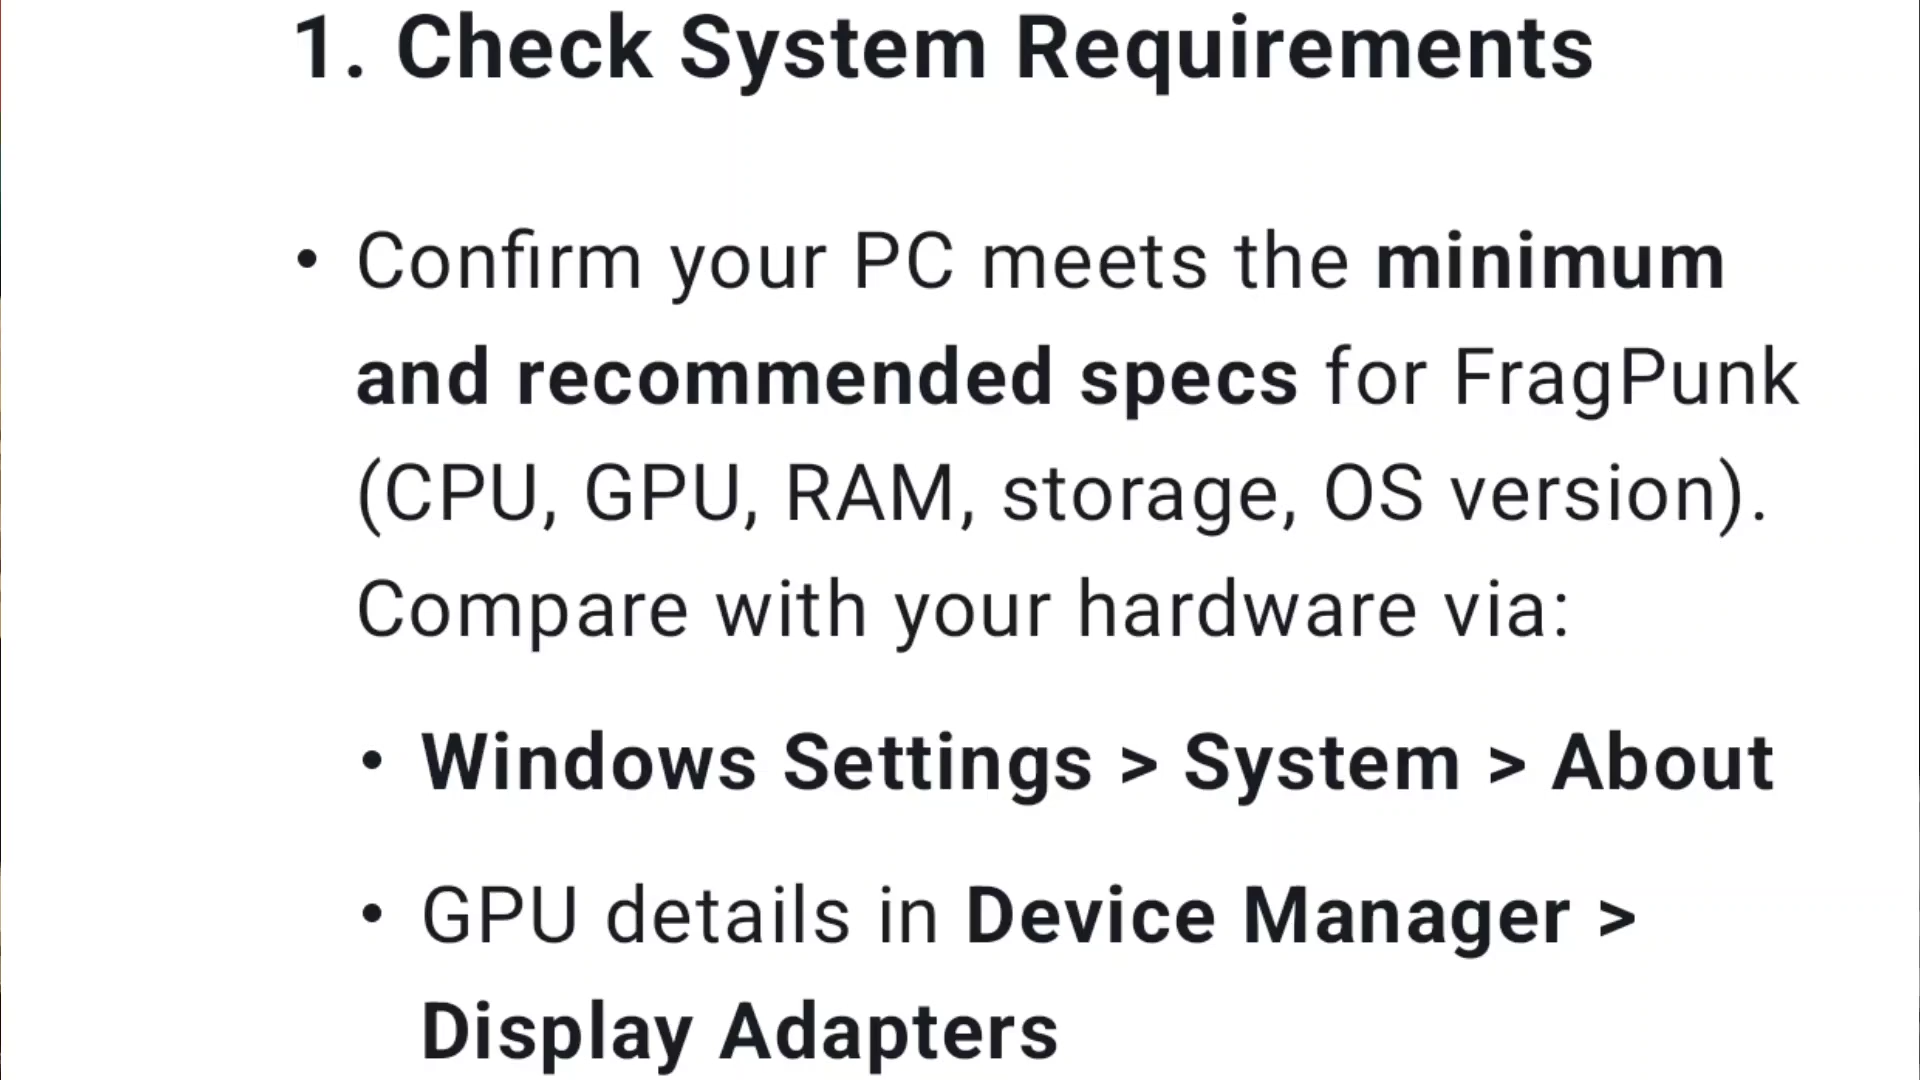 1. Check System Requirements
• Confirm your PC meets the minimum
and recommended specs for FragPunk
(CPU, GPU, RAM, storage, OS version).
Compare with your hardware via:
• Windows Settings > System > About
• GPU details in Device Manager >
Display Adapters